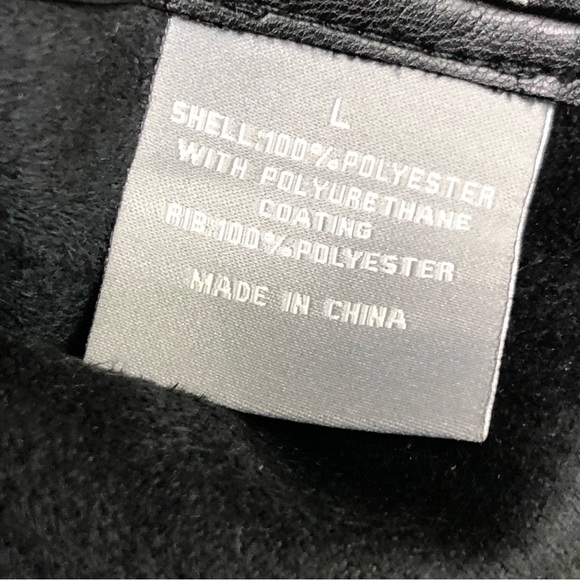 L
SHELL:100%POLYESTER
WITH POLYURETHANE
COATING
RIB:100%POLYESTER
MADE IN CHINA